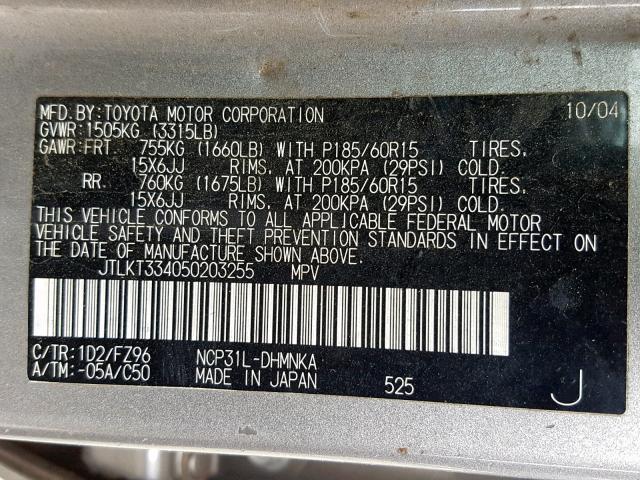 MFD.BY:TOYOTA MOTOR CORPORATION 10/04
GVWR:1505KG (3315LB)
GAWR:FRT. 755KG (1660LB) WITH P185/60R15 TIRES,
15X6JJ RIMS, AT 200KPA (29PSI) COLD.
RR. 760KG (1675LB) WITH P185/60R15 TIRES,
15X6JJ RIMS, AT 200KPA (29PSI) COLD.
THIS VEHICLE CONFORMS TO ALL APPLICABLE FEDERAL MOTOR
VEHICLE SAFETY AND THEFT PREVENTION STANDARDS IN EFFECT ON
THE DATE OF MANUFACTURE SHOWN ABOVE.
JTLKT334050203255 MPV
C/TR:1D2/FZ96 NCP31L-DHMNKA
A/TM:-05A/C50 MADE IN JAPAN 525 J